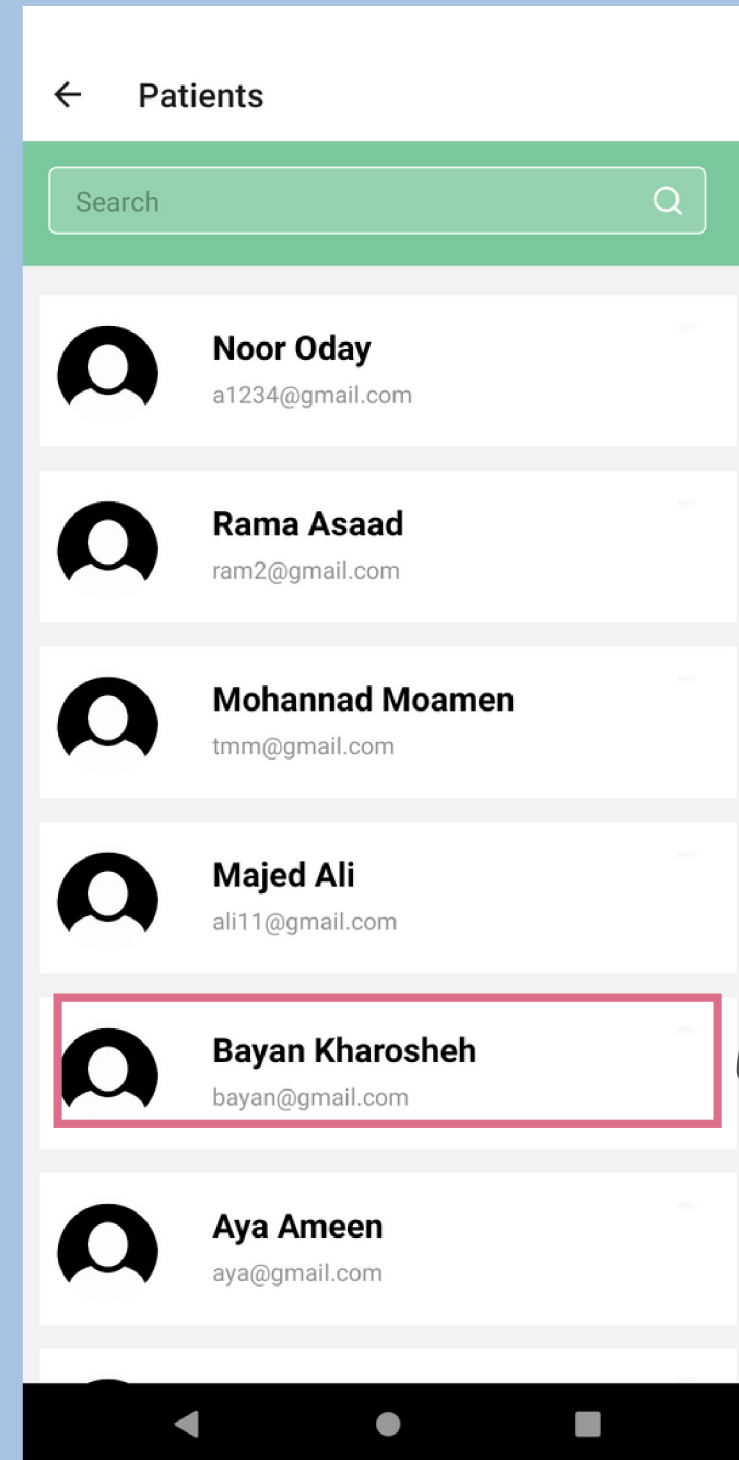 Patients
Search
Noor Oday
a1234@gmail.com
Rama Asaad
ram2@gmail.com
Mohannad Moamen
tmm@gmail.com
Majed Ali
ali11@gmail.com
Bayan Kharosheh
bayan@gmail.com
Aya Ameen
aya@gmail.com